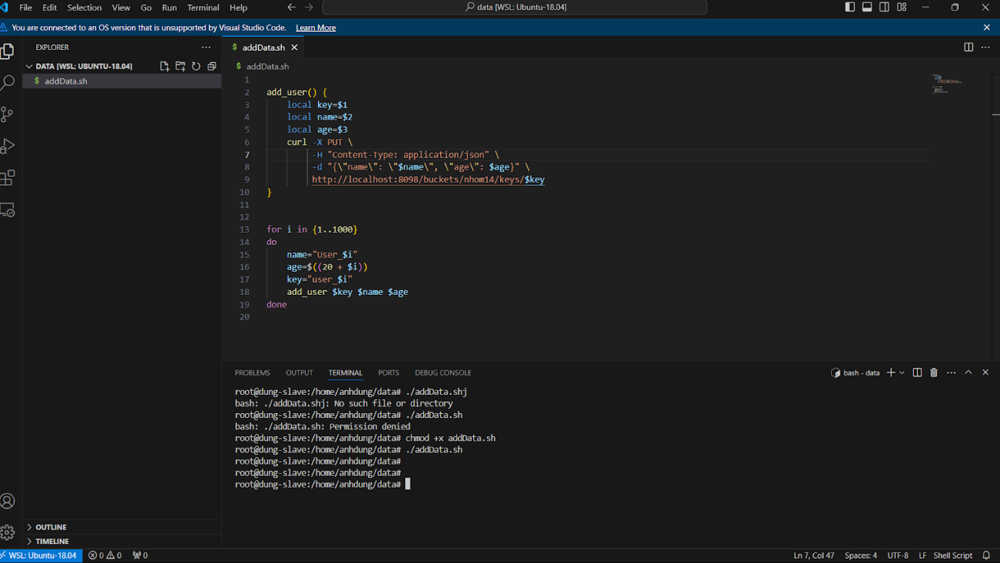 File Edit Selection View Go Run Terminal Help
data [WSL: Ubuntu-18.04]
You are connected to an OS version that is unsupported by Visual Studio Code. Learn More
EXPLORER
DATA [WSL: UBUNTU-18.04]
$ addData.sh
OUTLINE
TIMELINE
$ addData.sh
$ addData.sh
1
2 add_user() {
3 local key=$1
4 local name=$2
5 local age=$3
6 curl -X PUT \
7 -H "Content-Type: application/json" \
8 -d "{\"name\": \"$name\", \"age\": $age}" \
9 http://localhost:8098/buckets/nhom14/keys/$key
10 }
11
12
13 for i in {1..1000}
14 do
15 name="User_$i"
16 age=$((20 + $i))
17 key="user_$i"
18 add_user $key $name $age
19 done
20
PROBLEMS OUTPUT TERMINAL PORTS DEBUG CONSOLE
bash - data
root@dung-slave:/home/anhdung/data# ./addData.shj
bash: ./addData.shj: No such file or directory
root@dung-slave:/home/anhdung/data# ./addData.sh
bash: ./addData.sh: Permission denied
root@dung-slave:/home/anhdung/data# chmod +x addData.sh
root@dung-slave:/home/anhdung/data# ./addData.sh
root@dung-slave:/home/anhdung/data#
root@dung-slave:/home/anhdung/data#
root@dung-slave:/home/anhdung/data#
WSL: Ubuntu-18.04 0 0 0
Ln 7, Col 47 Spaces: 4 UTF-8 LF Shell Script